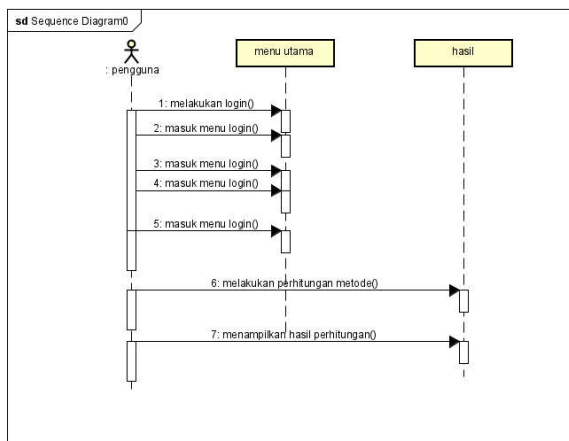 sd Sequence Diagram0
: pengguna
menu utama
hasil
1: melakukan login()
2: masuk menu login()
3: masuk menu login()
4: masuk menu login()
5: masuk menu login()
6: melakukan perhitungan metode()
7: menampilkan hasil perhitungan()